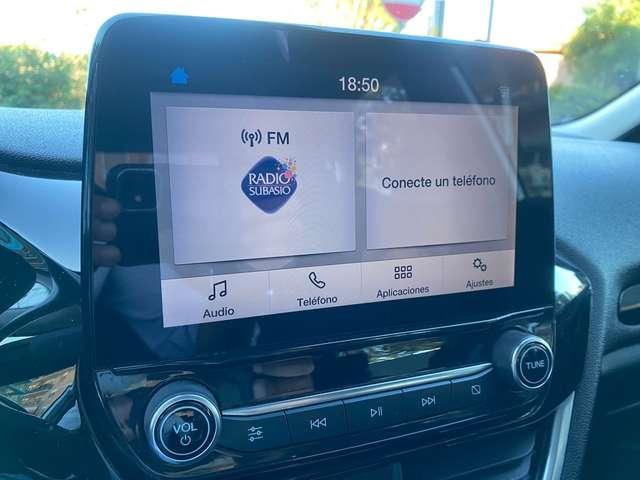 18:50
FM
RADIO
SUBASIO
Conecte un teléfono
Audio
Teléfono
Aplicaciones
Ajustes
VOL
TUNE